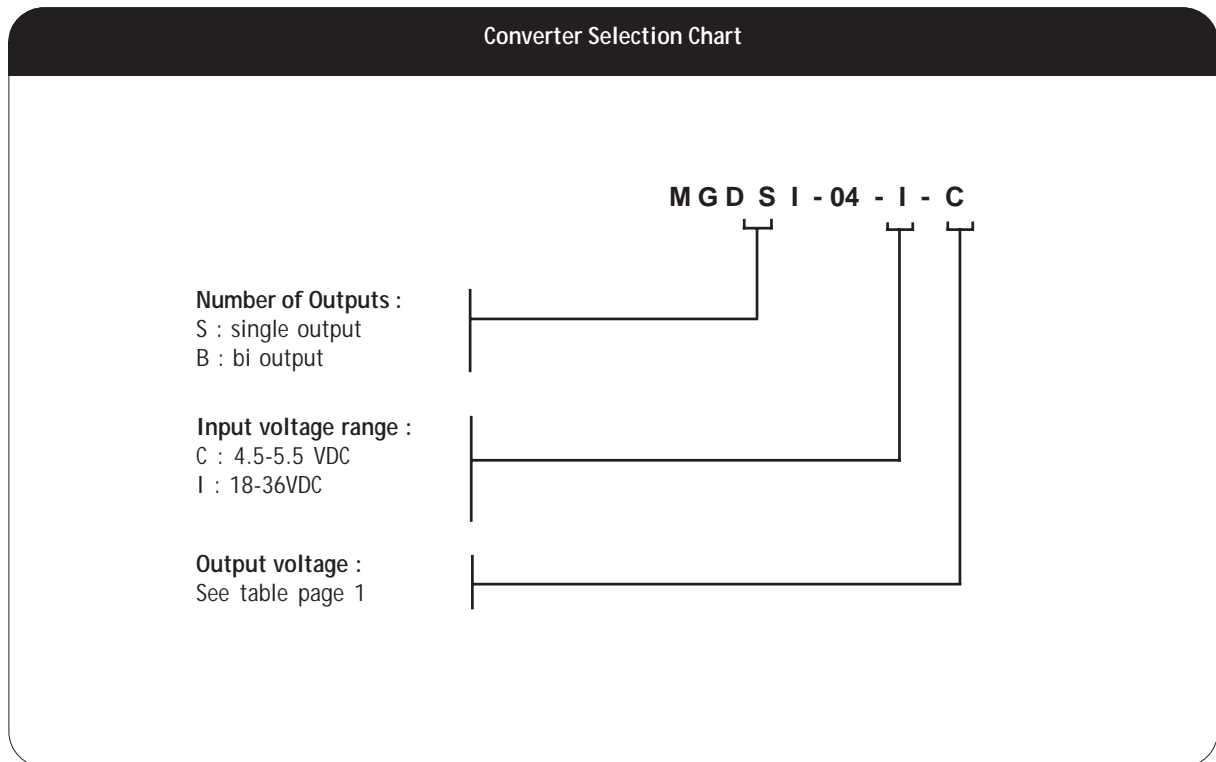 Converter Selection Chart
M G D S I - 04 - I - C
Number of Outputs :
S : single output
B : bi output
Input voltage range :
C : 4.5-5.5 VDC
I : 18-36VDC
Output voltage :
See table page 1